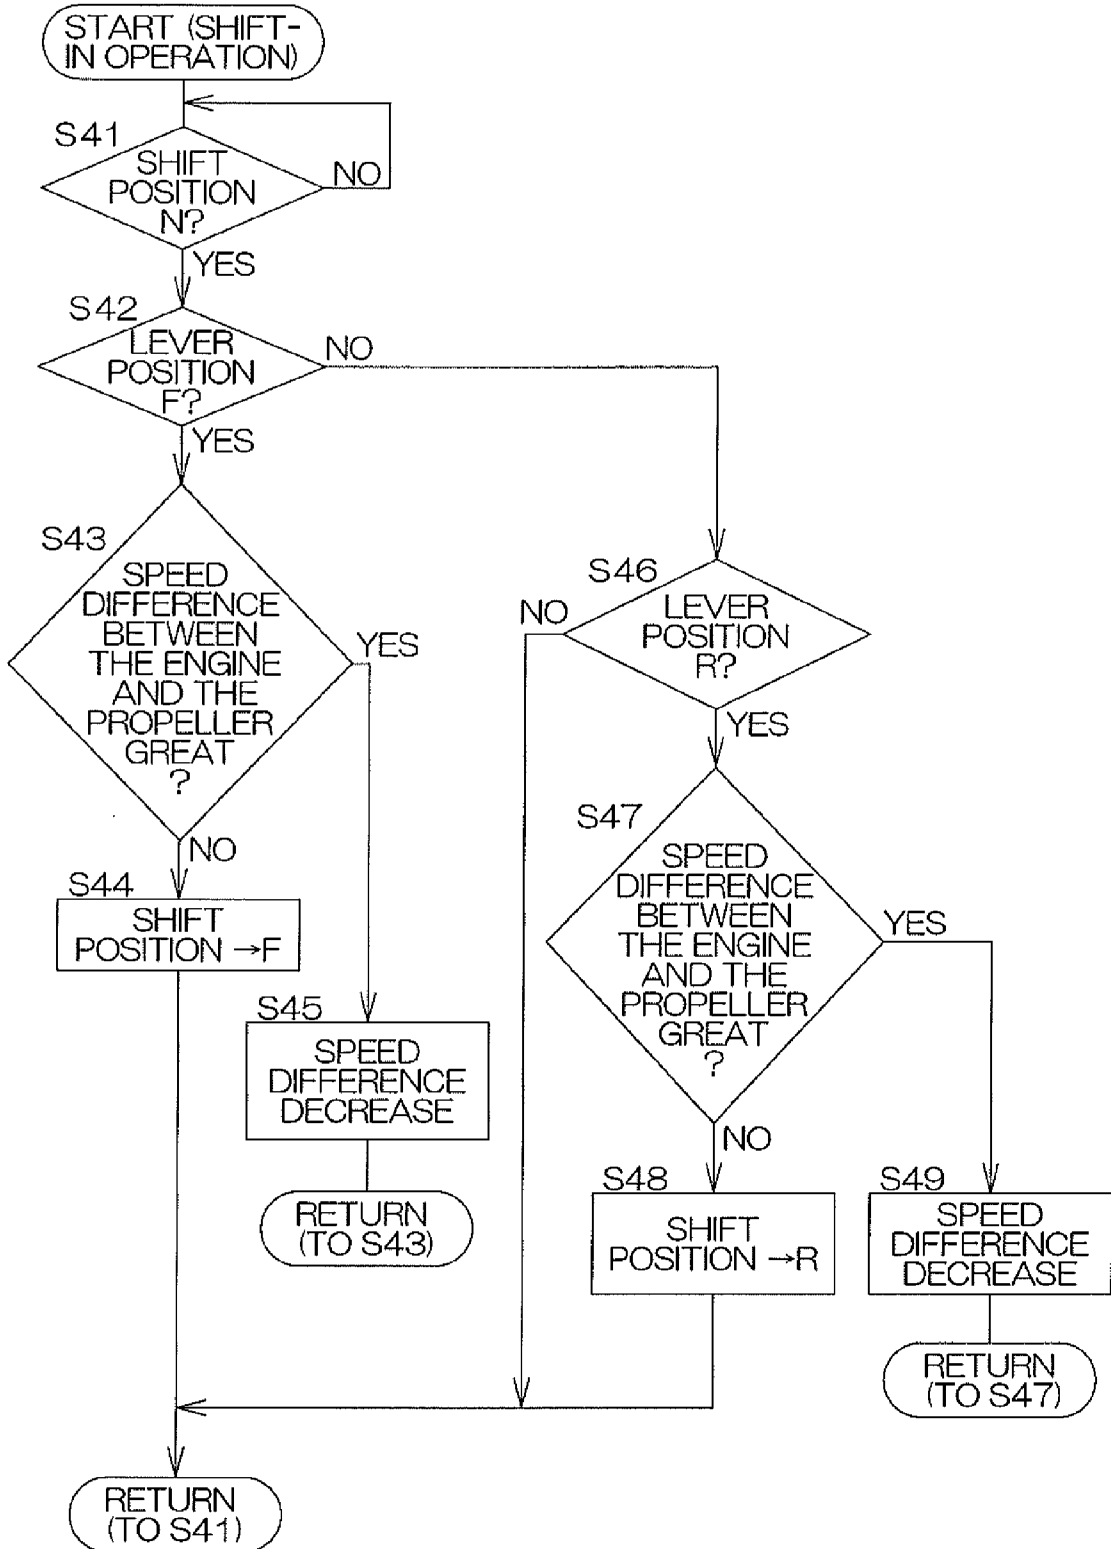 START (SHIFT-
IN OPERATION)
S41
SHIFT
POSITION
N?
NO
YES
S42
LEVER
POSITION
F?
NO
YES
S43
SPEED
DIFFERENCE
BETWEEN
THE ENGINE
AND THE
PROPELLER
GREAT
?
YES
NO
S44
SHIFT
POSITION →F
S45
SPEED
DIFFERENCE
DECREASE
RETURN
(TO S43)
S46
LEVER
POSITION
R?
NO
YES
S47
SPEED
DIFFERENCE
BETWEEN
THE ENGINE
AND THE
PROPELLER
GREAT
?
YES
NO
S48
SHIFT
POSITION →R
S49
SPEED
DIFFERENCE
DECREASE
RETURN
(TO S47)
RETURN
(TO S41)